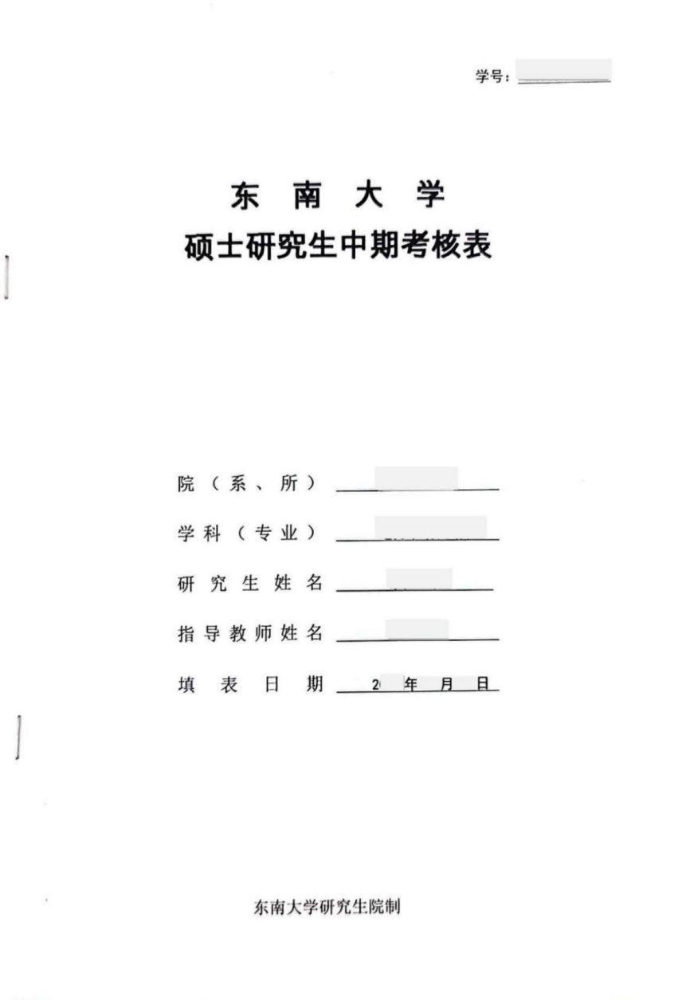 学号：
东南大学
硕士研究生中期考核表
院（系、所）
学科（专业）
研究生姓名
指导教师姓名
填表日期 2 年 月 日
东南大学研究生院制